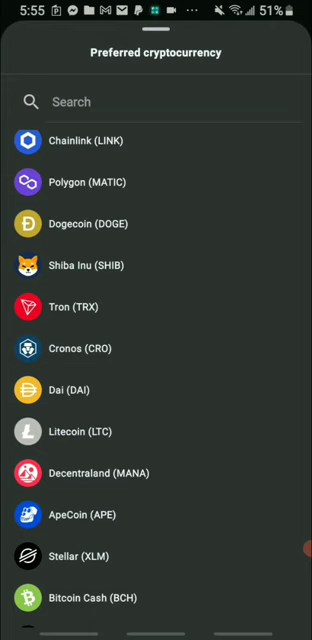 5:55
51%
Preferred cryptocurrency
Search
Chainlink (LINK)
Polygon (MATIC)
Dogecoin (DOGE)
Shiba Inu (SHIB)
Tron (TRX)
Cronos (CRO)
Dai (DAI)
Litecoin (LTC)
Decentraland (MANA)
ApeCoin (APE)
Stellar (XLM)
Bitcoin Cash (BCH)